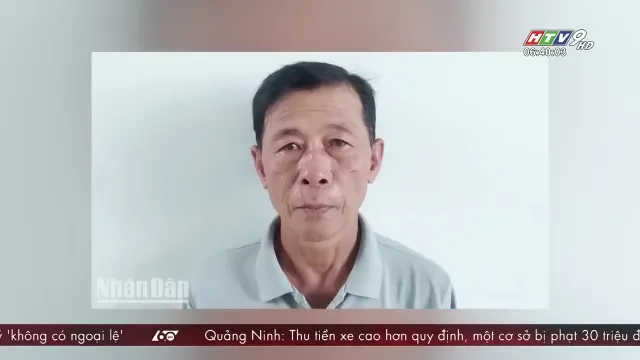 HTV9 HD
06:40:03
Nhân Dân
ý 'không có ngoại lệ' 60 Quảng Ninh: Thu tiền xe cao hơn quy định, một cơ sở bị phạt 30 triệu đ